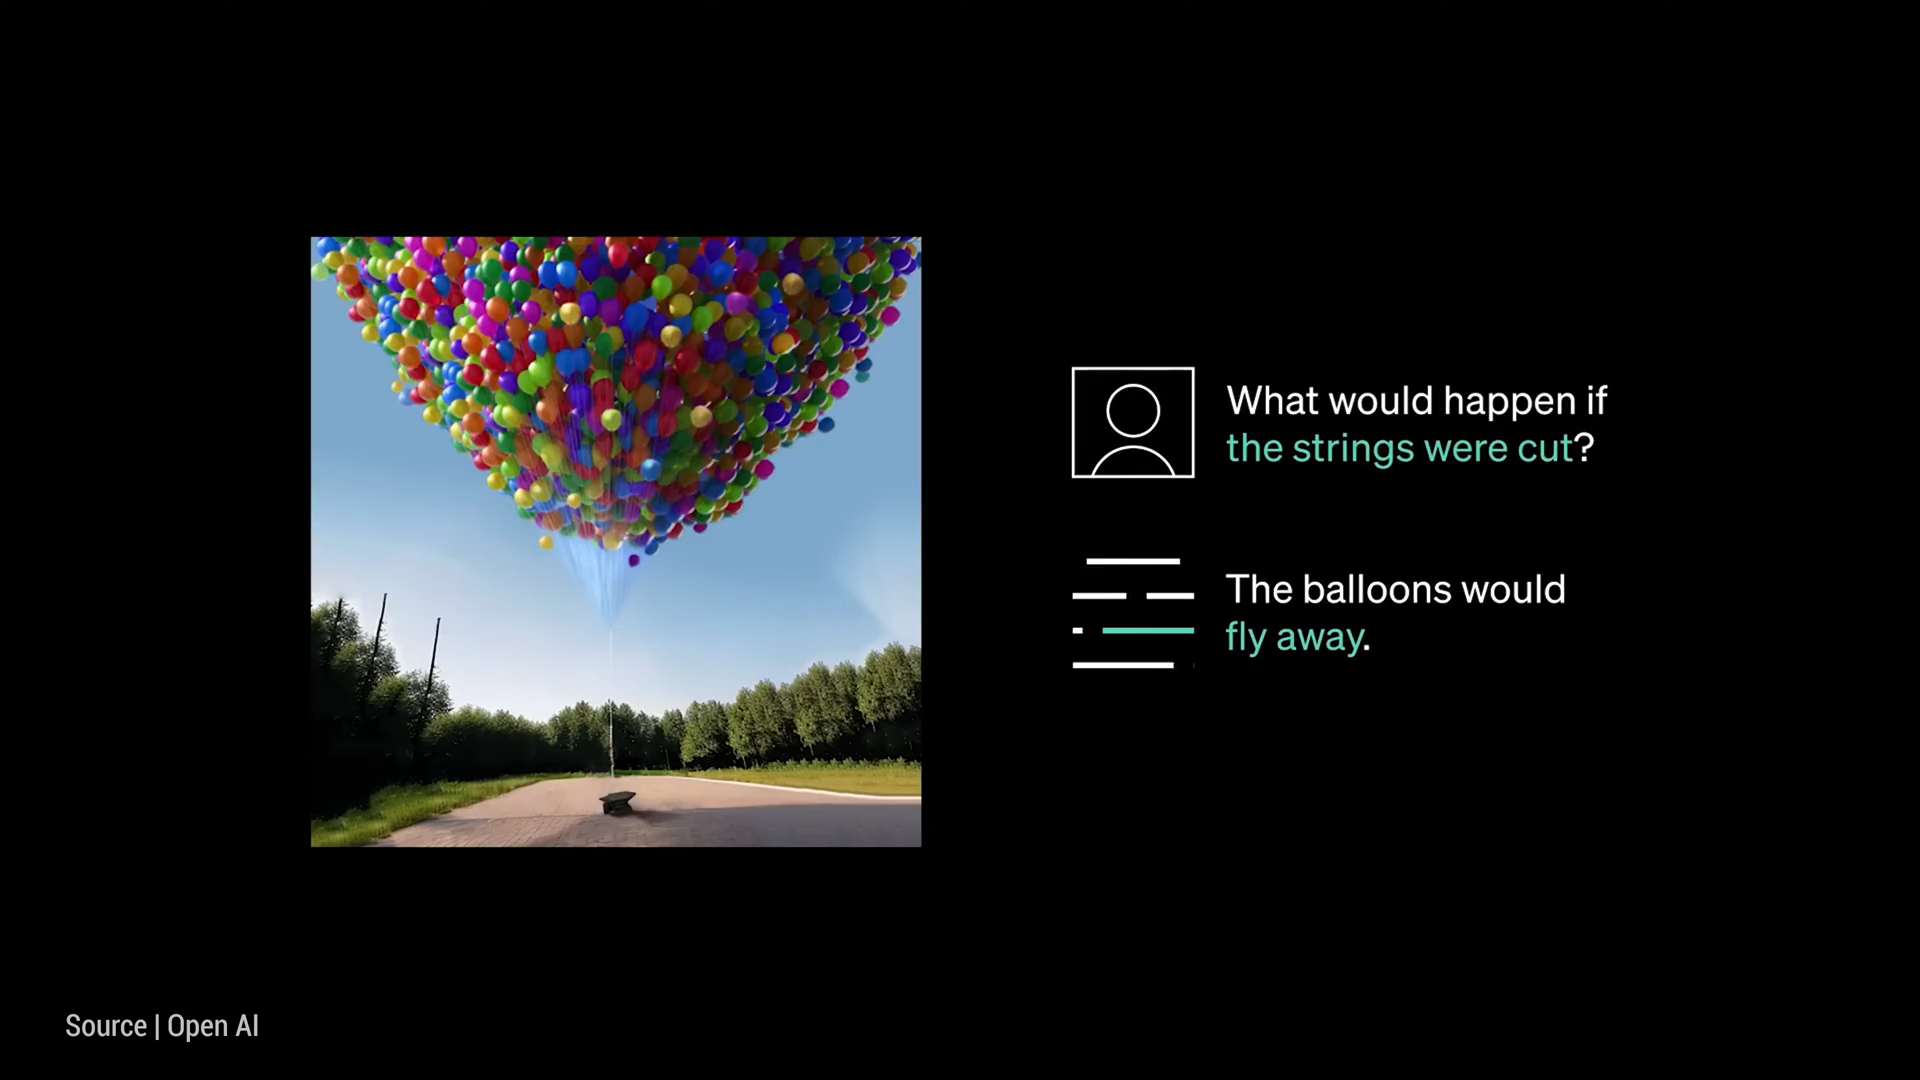 What would happen if
the strings were cut?
The balloons would
fly away.
Source | Open AI